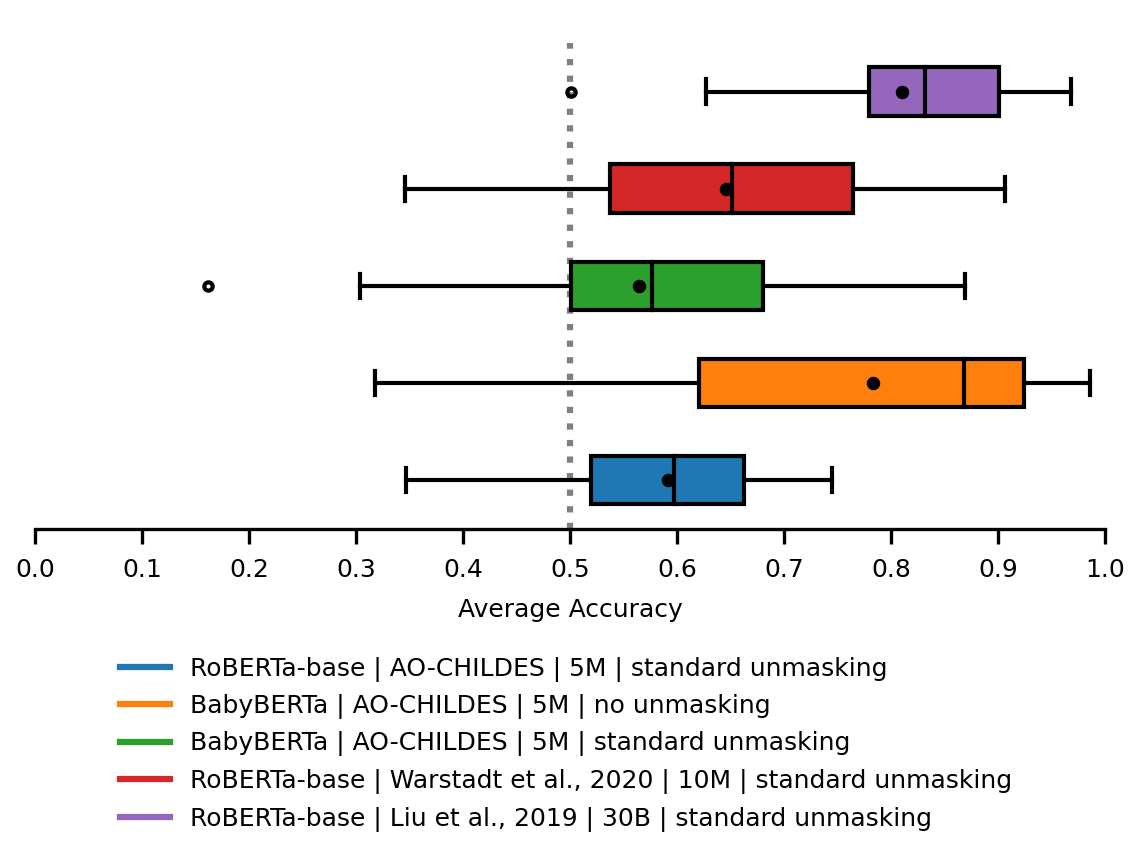 0.0 0.1 0.2 0.3 0.4 0.5 0.6 0.7 0.8 0.9 1.0
Average Accuracy
RoBERTa-base | AO-CHILDES | 5M | standard unmasking
BabyBERTa | AO-CHILDES | 5M | no unmasking
BabyBERTa | AO-CHILDES | 5M | standard unmasking
RoBERTa-base | Warstadt et al., 2020 | 10M | standard unmasking
RoBERTa-base | Liu et al., 2019 | 30B | standard unmasking